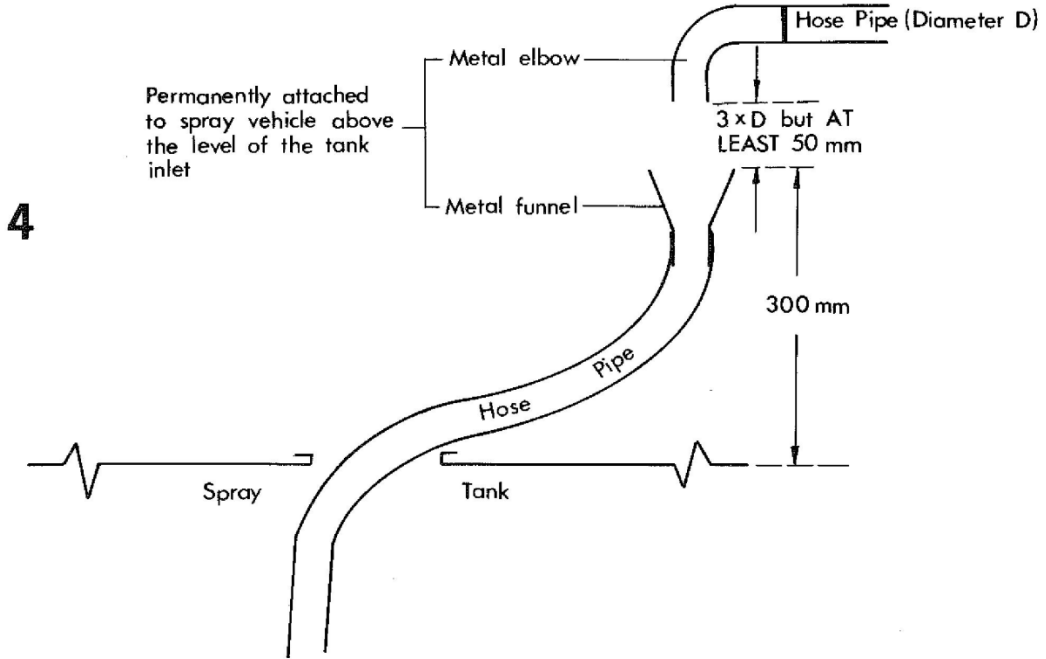 Hose Pipe (Diameter D)
Metal elbow
Permanently attached
to spray vehicle above
the level of the tank
inlet
3 × D but AT
LEAST 50 mm
Metal funnel
4
300 mm
Hose Pipe
Spray Tank